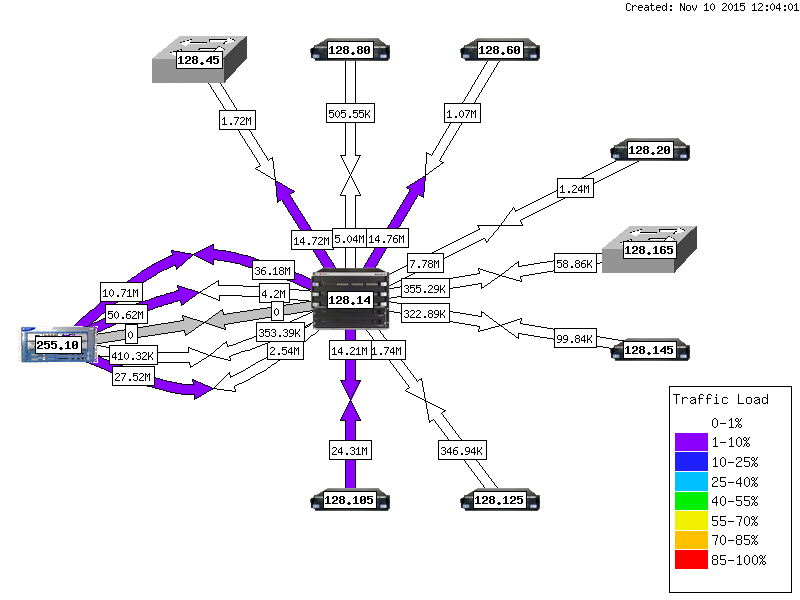 Created: Nov 10 2015 12:04:01
128.45
128.80
128.60
1.72M
505.55K
1.07M
128.20
1.24M
14.72M
5.04M
14.76M
128.165
7.78M
58.86K
36.18M
10.71M
4.2M
355.29K
128.14
50.62M
0
322.89K
0
353.39K
99.84K
255.10
410.32K
2.54M
14.21M
1.74M
128.145
27.52M
24.31M
346.94K
128.105
128.125
Traffic Load
0-1%
1-10%
10-25%
25-40%
40-55%
55-70%
70-85%
85-100%